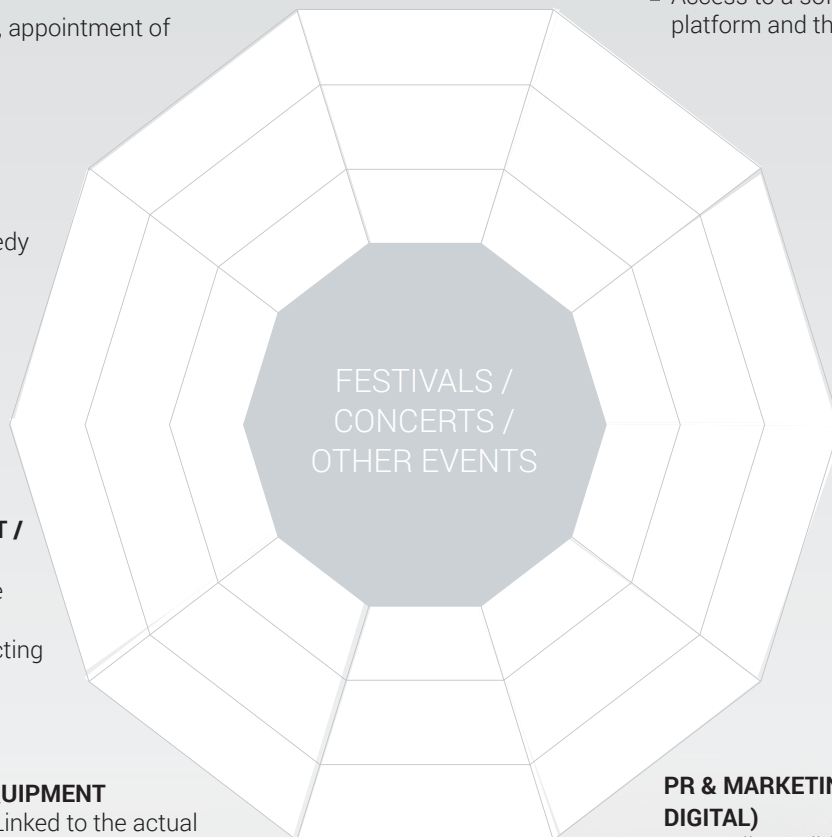 , appointment of
platform and th
edy
FESTIVALS /
CONCERTS /
OTHER EVENTS
T /
e
cting
UIPMENT
Linked to the actual
PR & MARKETIN
DIGITAL)